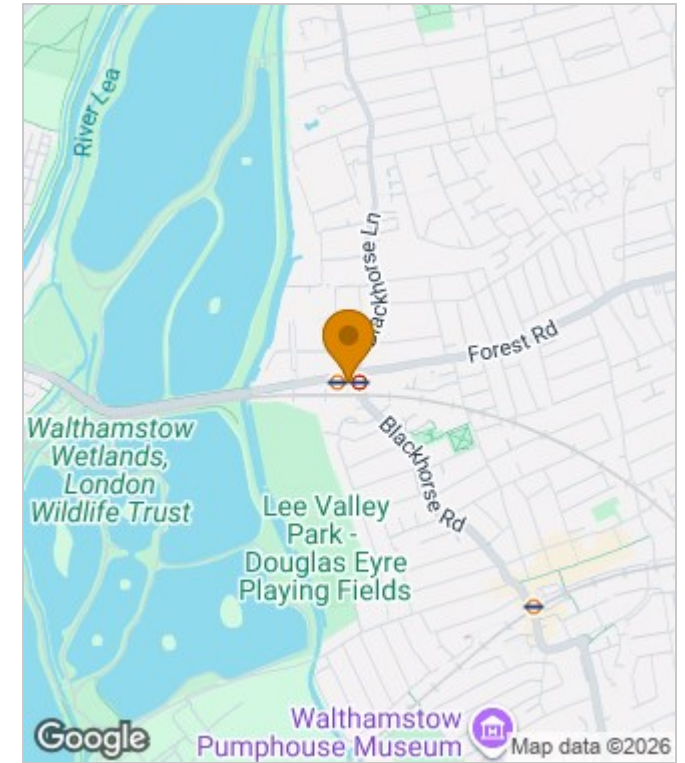 River Lea
Blackhorse Ln
Forest Rd
Walthamstow
Wetlands,
London
Wildlife Trust
Blackhorse Rd
Lee Valley
Park -
Douglas Eyre
Playing Fields
Walthamstow
Pumphouse Museum
Google
Map data ©2026